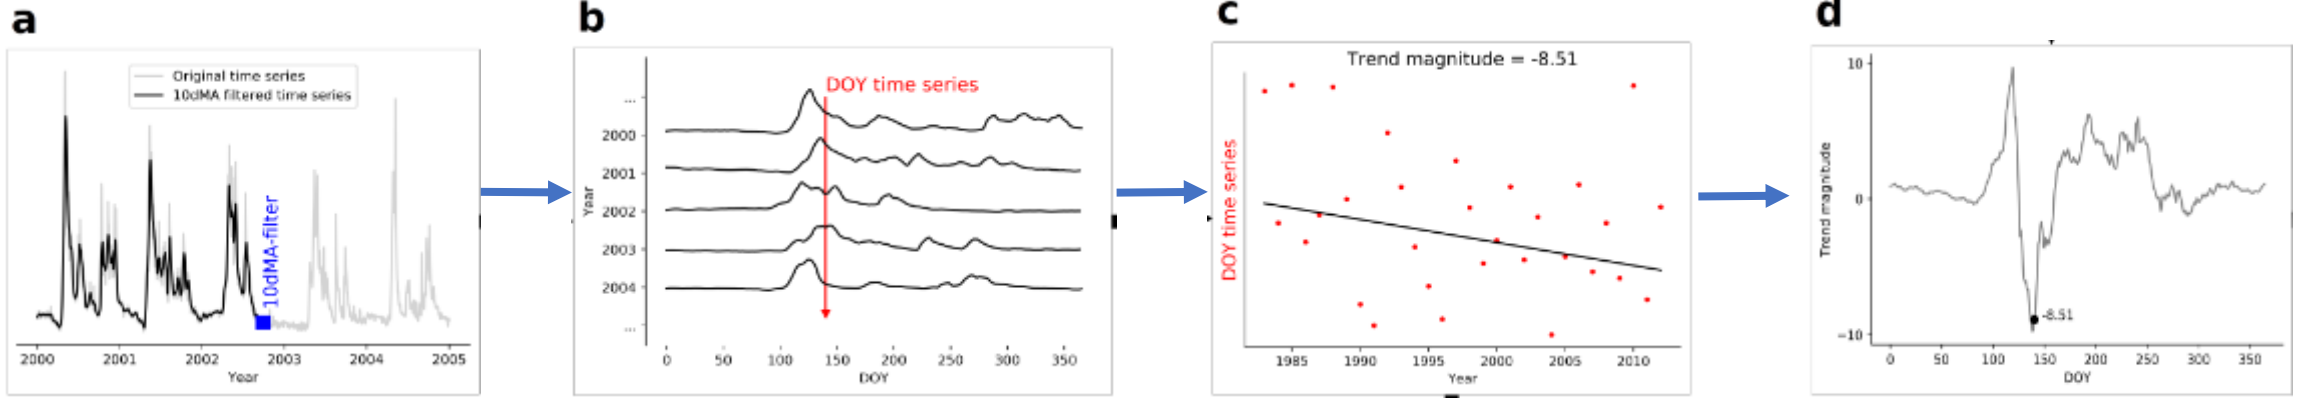 a
Original time series
10dMA filtered time series
10dMA-filter
2000 2001 2002 2003 2004 2005
Year
b
DOY time series
...
2000
2001
2002
2003
2004
...
Year
0 50 100 150 200 250 300 350
DOY
c
Trend magnitude = -8.51
DOY time series
1985 1990 1995 2000 2005 2010
Year
d
10
0
−10
Trend magnitude
-8.51
0 50 100 150 200 250 300 350
DOY